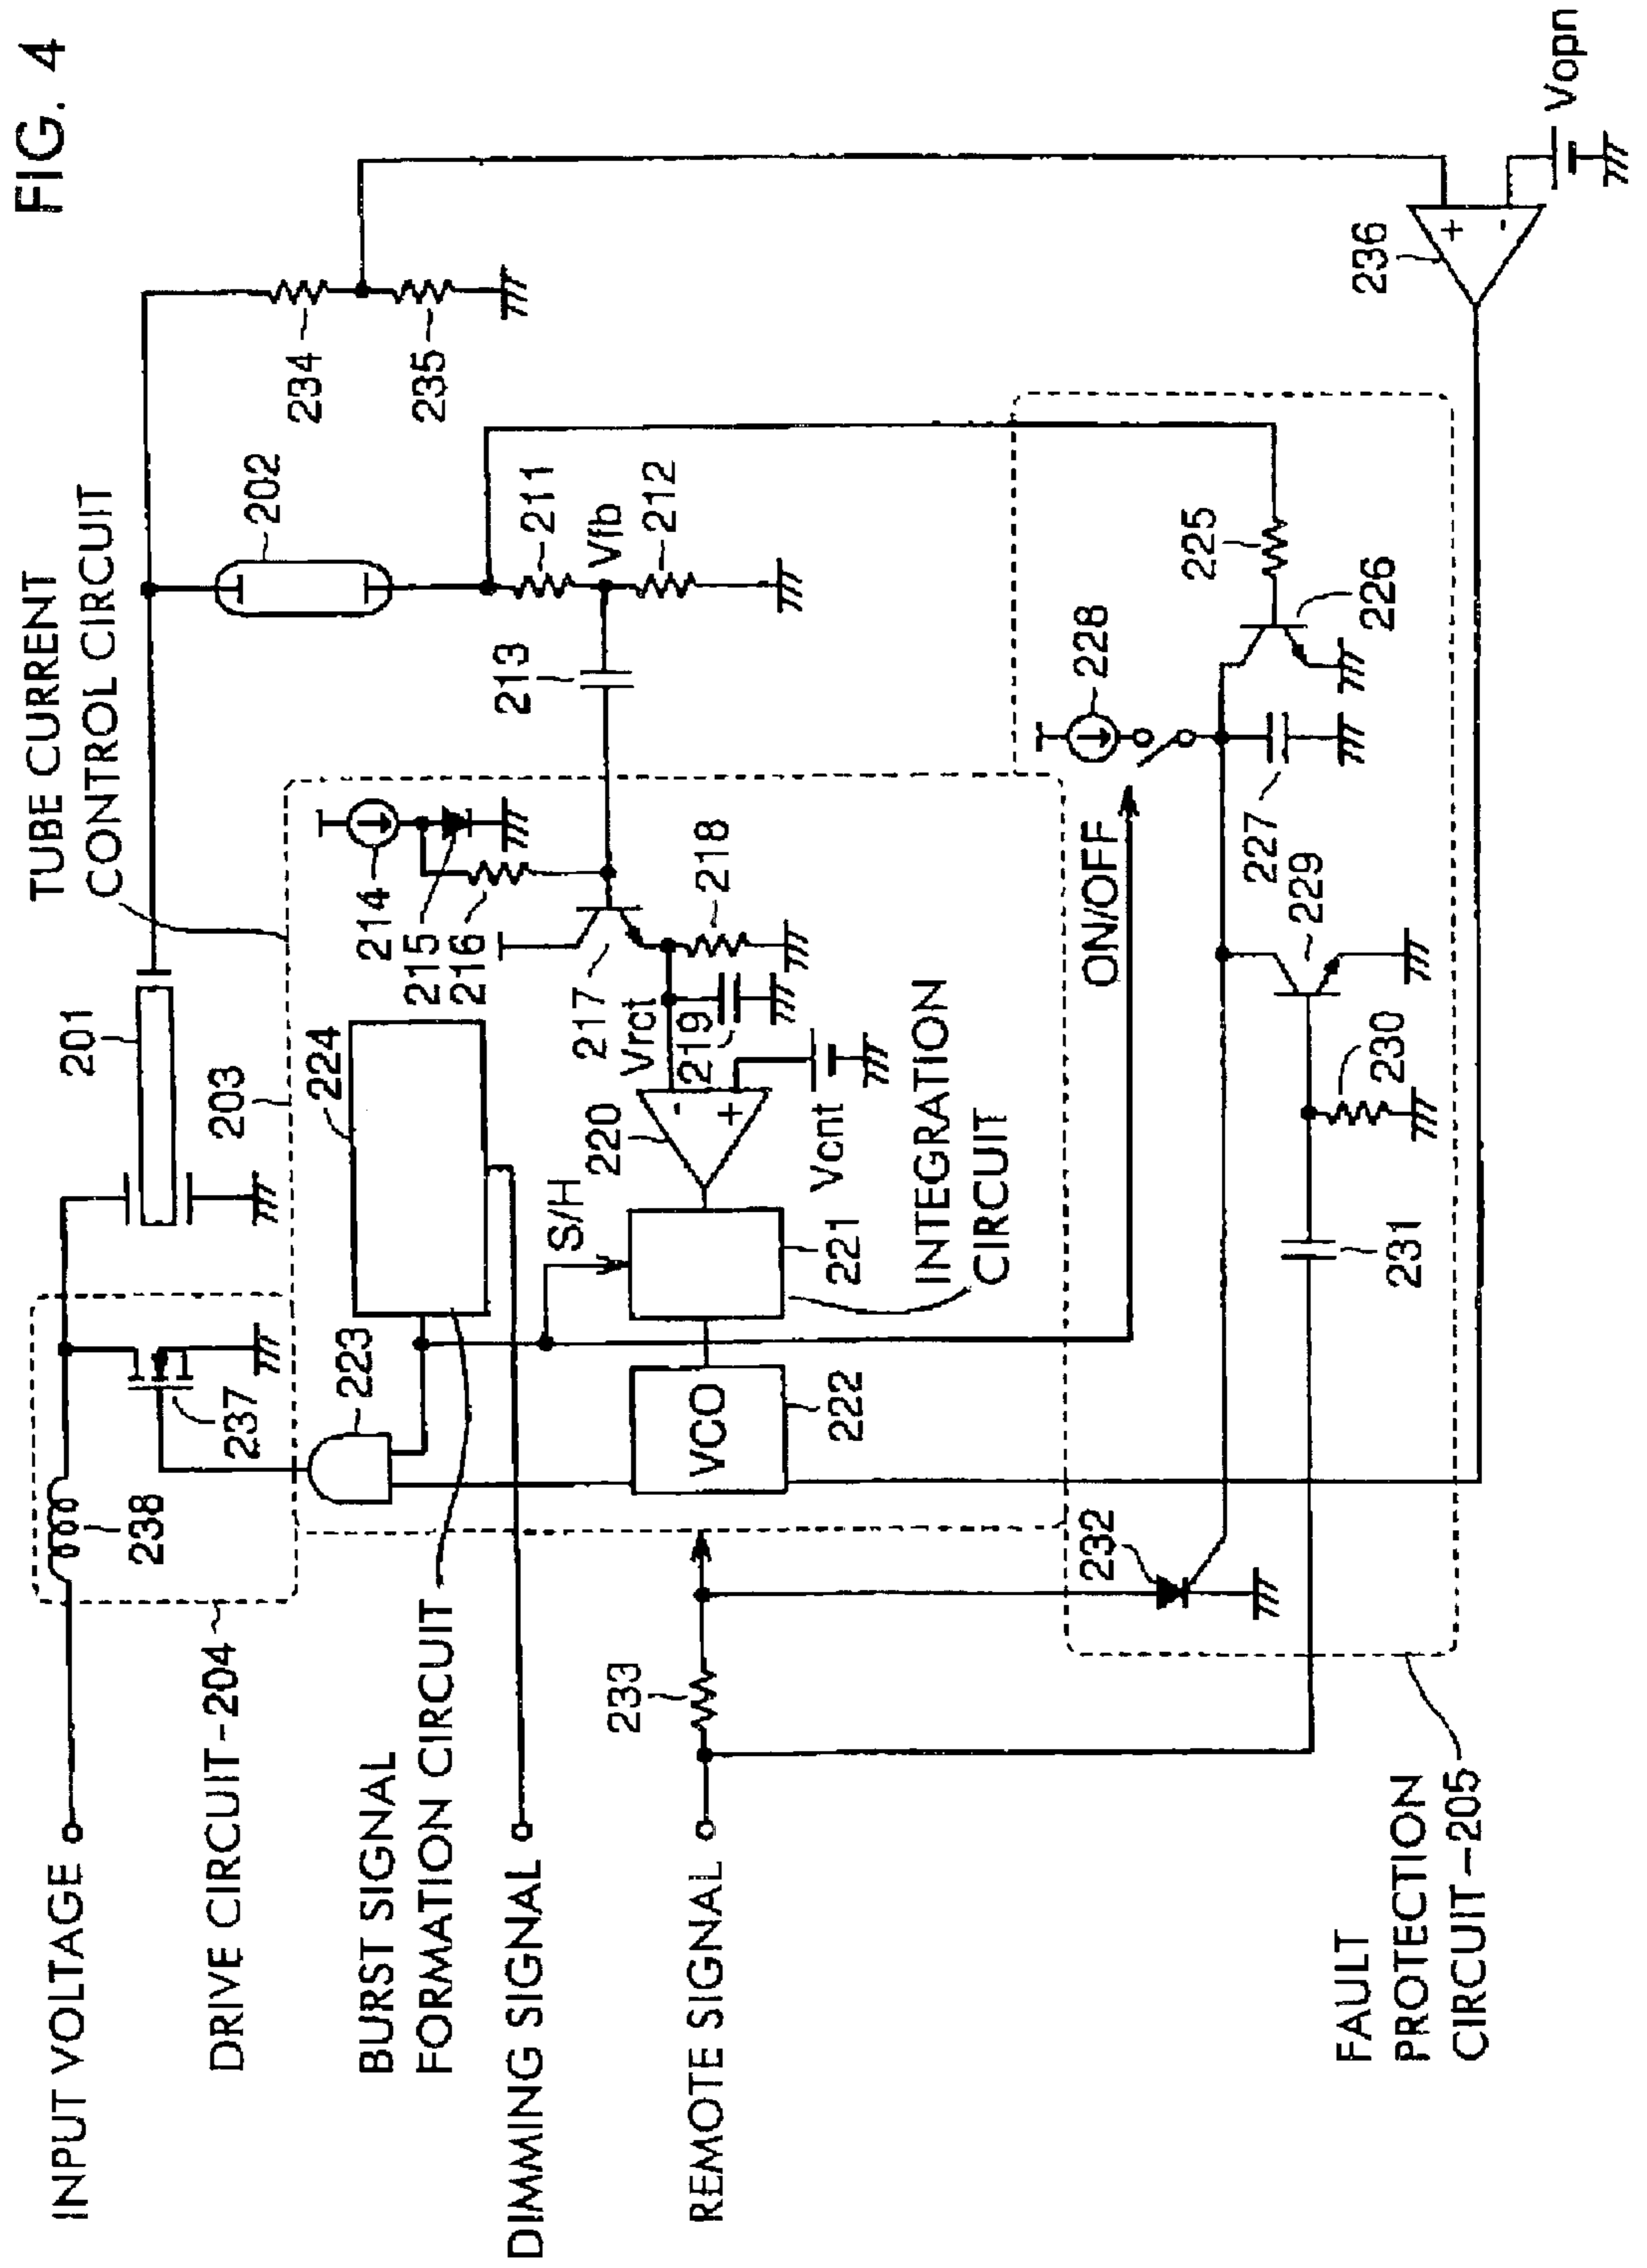 FIG. 4
TUBE CURRENT
CONTROL CIRCUIT
INPUT VOLTAGE
238
237
201
203
202
234
235
DRIVE CIRCUIT-204
223
224
214
215
216
217
218
213
211
Vfb
212
BURST SIGNAL
FORMATION CIRCUIT
S/H
Vrct
219
220
-
+
Vcnt
DIMMING SIGNAL
VCO
222
221
INTEGRATION
CIRCUIT
ON/OFF
228
225
226
227
229
230
231
REMOTE SIGNAL
233
232
236
+
-
Vopn
FAULT
PROTECTION
CIRCUIT-205